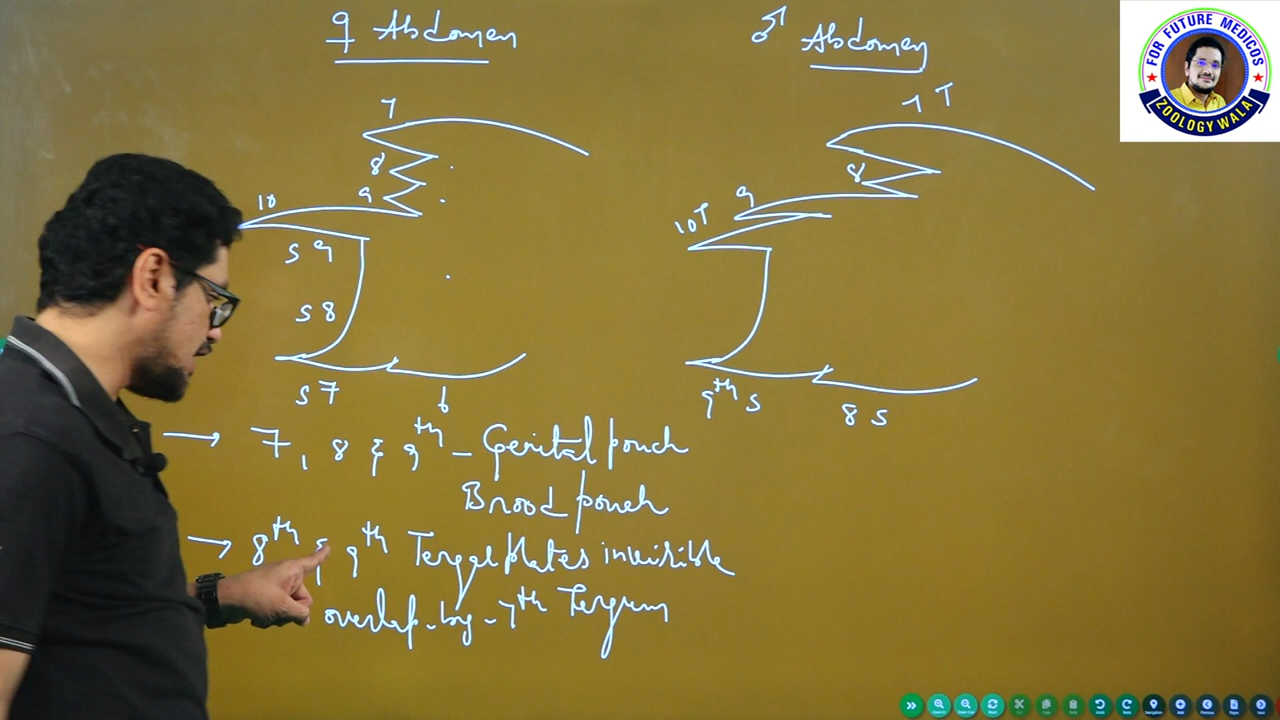 ♀ Abdomen
7
8
9
10
S 9
S 8
S 7
6
♂ Abdomen
7 T
8
9
10 T
9th S
8 S
→ 7, 8 & 9th - Genital pouch
Brood pouch
→ 8th & 9th Tergal plates invisible
overlap - by - 7th Tergum
FOR FUTURE MEDICOS
ZOOLOGY WALA